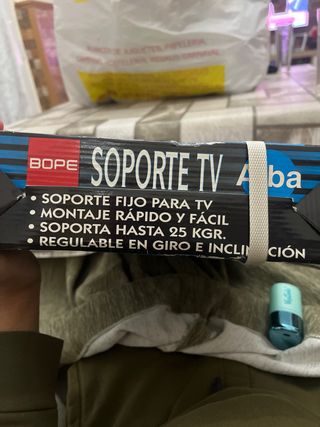 BOPE
SOPORTE TV
Alba
• SOPORTE FIJO PARA TV
• MONTAJE RÁPIDO Y FÁCIL
• SOPORTA HASTA 25 KGR.
• REGULABLE EN GIRO E INCLINACIÓN